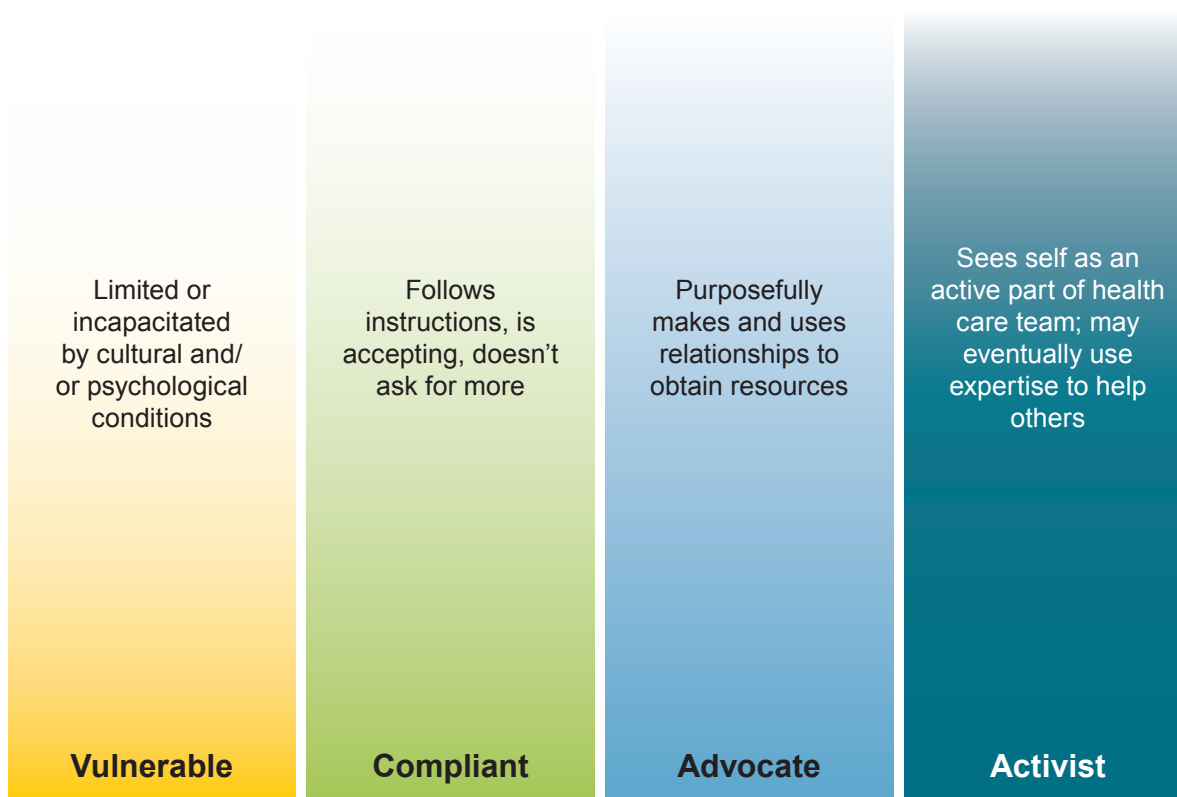 Limited or
incapacitated
by cultural and/
or psychological
conditions
Vulnerable
Follows
instructions, is
accepting, doesn’t
ask for more
Compliant
Purposefully
makes and uses
relationships to
obtain resources
Advocate
Sees self as an
active part of health
care team; may
eventually use
expertise to help
others
Activist